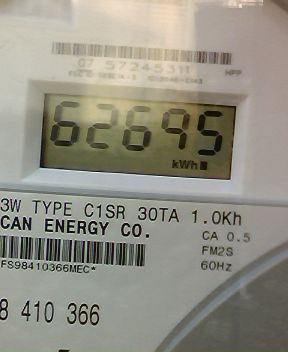 07 57245311 MPP
62695
kWh
3W TYPE C1SR 30TA 1.0Kh
CAN ENERGY CO.
CA 0.5
FM2S
*FS98410366MEC*
60Hz
8 410 366